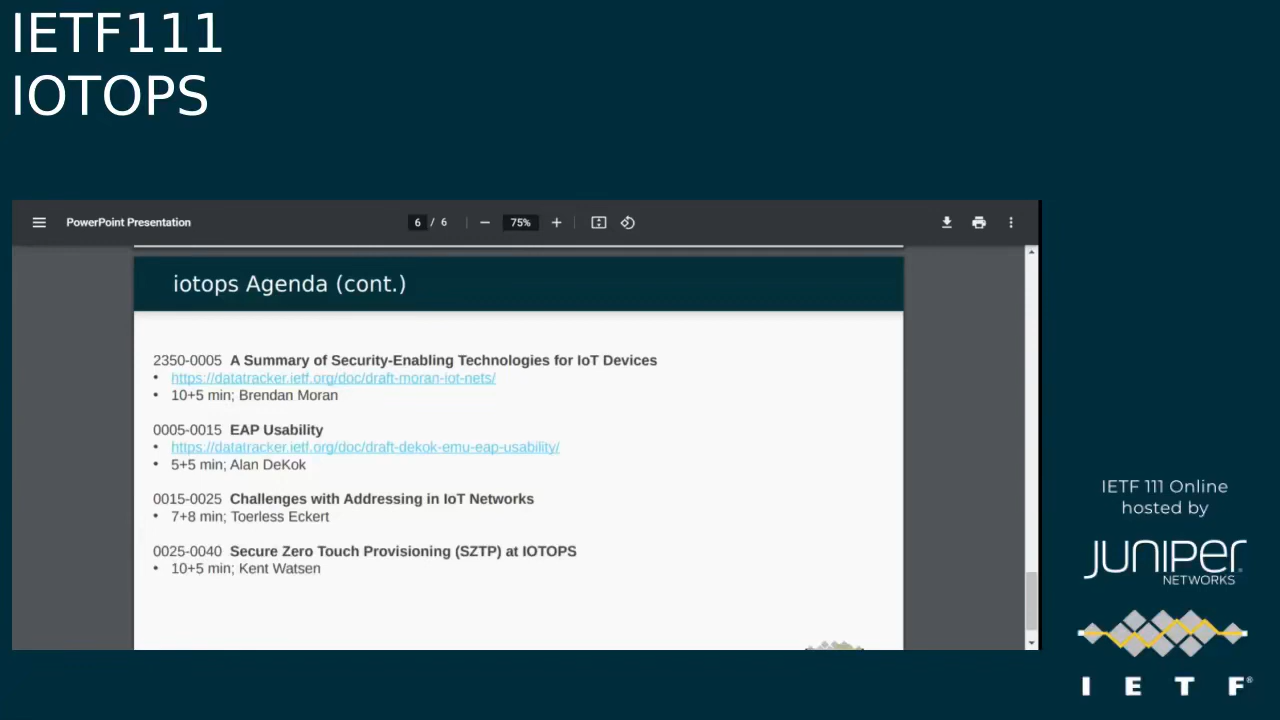 IETF111
IOTOPS
PowerPoint Presentation
6 / 6
75%
iotops Agenda (cont.)
2350-0005 A Summary of Security-Enabling Technologies for IoT Devices
• https://datatracker.ietf.org/doc/draft-moran-iot-nets/
• 10+5 min; Brendan Moran
0005-0015 EAP Usability
• https://datatracker.ietf.org/doc/draft-dekok-emu-eap-usability/
• 5+5 min; Alan DeKok
0015-0025 Challenges with Addressing in IoT Networks
• 7+8 min; Toerless Eckert
0025-0040 Secure Zero Touch Provisioning (SZTP) at IOTOPS
• 10+5 min; Kent Watsen
IETF 111 Online
hosted by
JUNIPER
NETWORKS
I E T F®